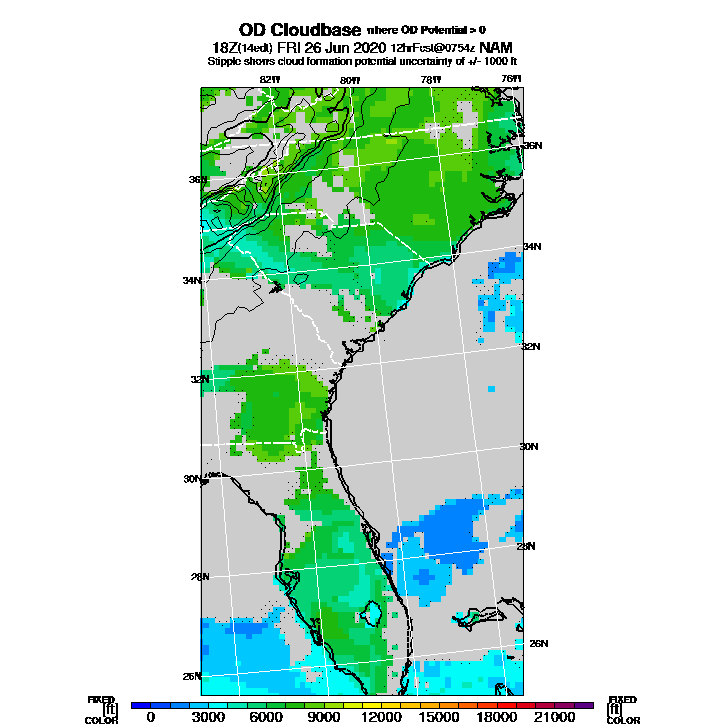 OD Cloudbase where OD Potential > 0
18Z(14edt) FRI 26 Jun 2020 12hrFcst@0754z NAM
Stipple shows cloud formation potential uncertainty of +/- 1000 ft
82W 80W 78W 76W
36N 36N
34N 34N
32N 32N
30N 30N
28N 28N
26N 26N
FIXED FIXED
[ft] 0 3000 6000 9000 12000 15000 18000 21000 [ft]
COLOR COLOR